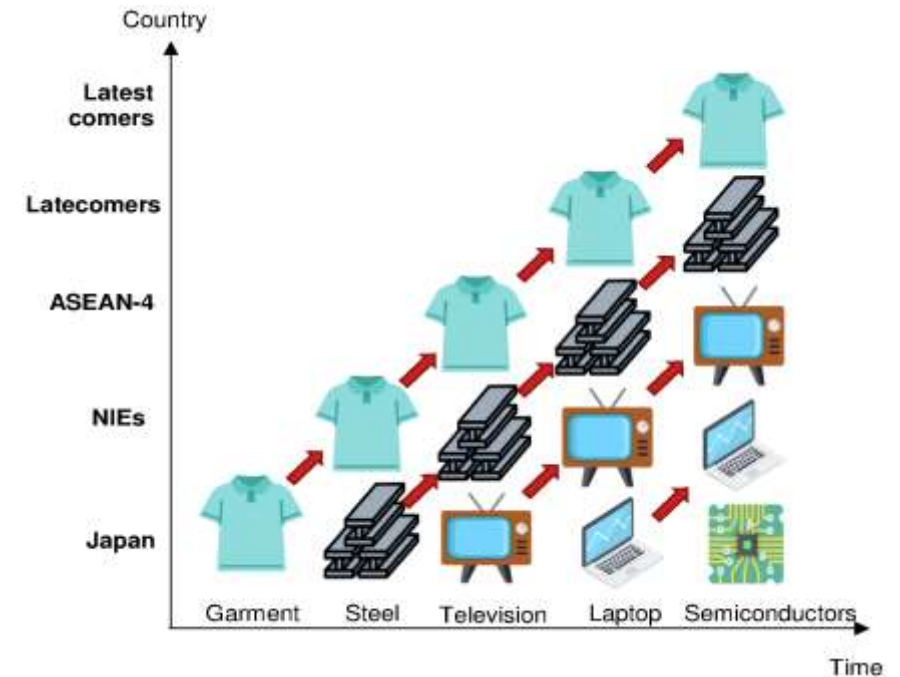 Country
Latest
comers
Latecomers
ASEAN-4
NIEs
Japan
Garment Steel Television Laptop Semiconductors
Time